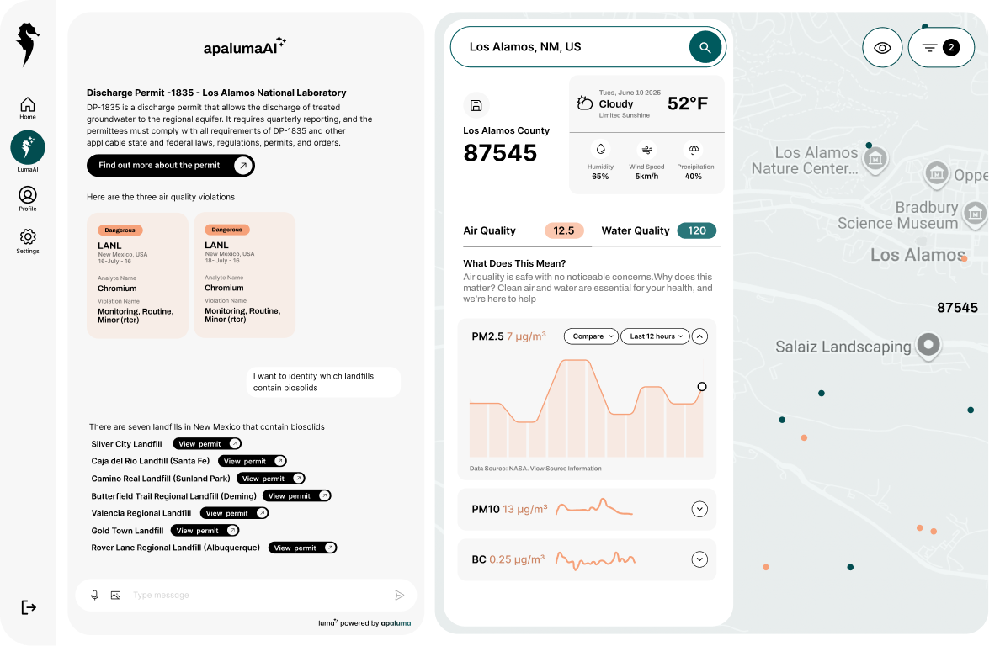 Home
LumaAI
Profile
Settings
apalumaAI
Discharge Permit -1835 - Los Alamos National Laboratory
DP-1835 is a discharge permit that allows the discharge of treated
groundwater to the regional aquifer. It requires quarterly reporting, and the
permittees must comply with all requirements of DP-1835 and other
applicable state and federal laws, regulations, permits, and orders.
Find out more about the permit
Here are the three air quality violations
Dangerous
LANL
New Mexico, USA
16-July - 16
Analyte Name
Chromium
Violation Name
Monitoring, Routine,
Minor (rtcr)
Dangerous
LANL
New Mexico, USA
18- July - 16
Analyte Name
Chromium
Violation Name
Monitoring, Routine,
Minor (rtcr)
I want to identify which landfills
contain biosolids
There are seven landfills in New Mexico that contain biosolids
Silver City Landfill View permit
Caja del Rio Landfill (Santa Fe) View permit
Camino Real Landfill (Sunland Park) View permit
Butterfield Trail Regional Landfill (Deming) View permit
Valencia Regional Landfill View permit
Gold Town Landfill View permit
Rover Lane Regional Landfill (Albuquerque) View permit
Type message
luma powered by apaluma
Los Alamos, NM, US
Los Alamos County
87545
Tues, June 10 2025
Cloudy
Limited Sunshine
52°F
Humidity
65%
Wind Speed
5km/h
Precipitation
40%
Air Quality 12.5
Water Quality 120
What Does This Mean?
Air quality is safe with no noticeable concerns.Why does this
matter? Clean air and water are essential for your health, and
we're here to help
PM2.5 7 µg/m³
Compare
Last 12 hours
Data Source: NASA. View Source Information
PM10 13 µg/m³
BC 0.25 µg/m³
2
Los Alamos
Nature Center...
Oppe
Bradbury
Science Museum
Los Alamos
87545
Salaiz Landscaping